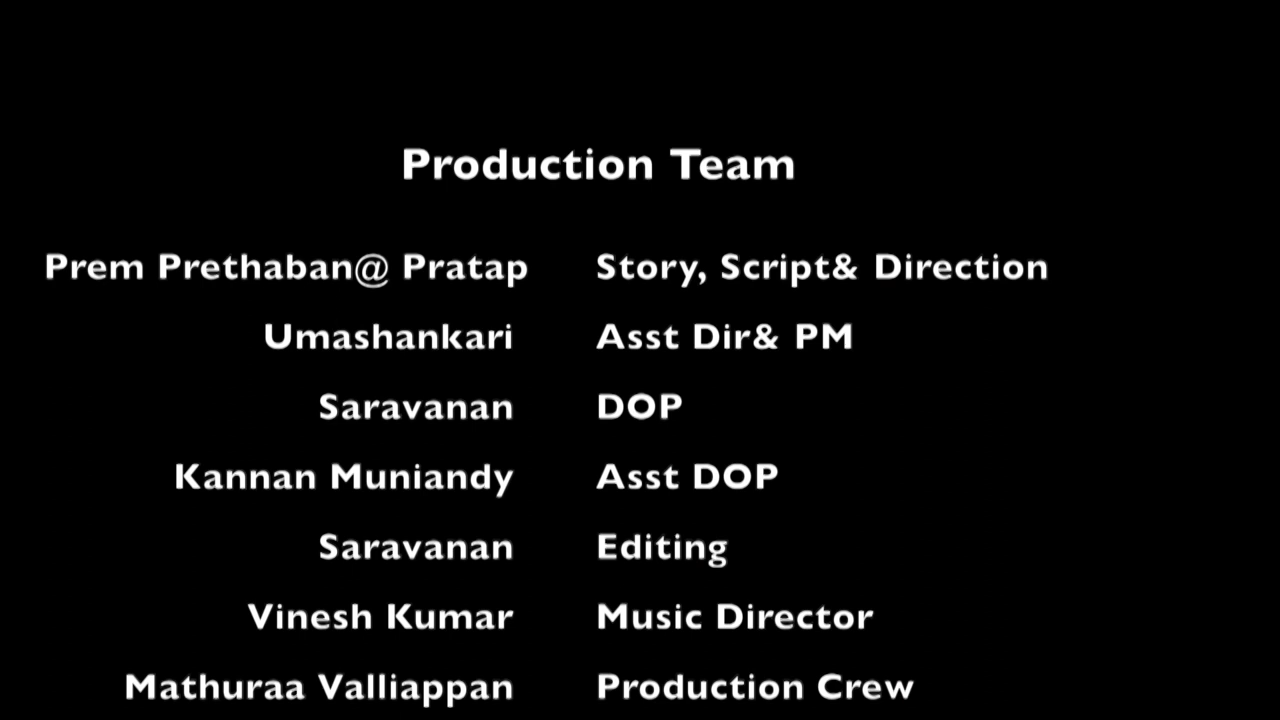 Production Team
Prem Prethaban@ Pratap Story, Script& Direction
Umashankari Asst Dir& PM
Saravanan DOP
Kannan Muniandy Asst DOP
Saravanan Editing
Vinesh Kumar Music Director
Mathuraa Valliappan Production Crew